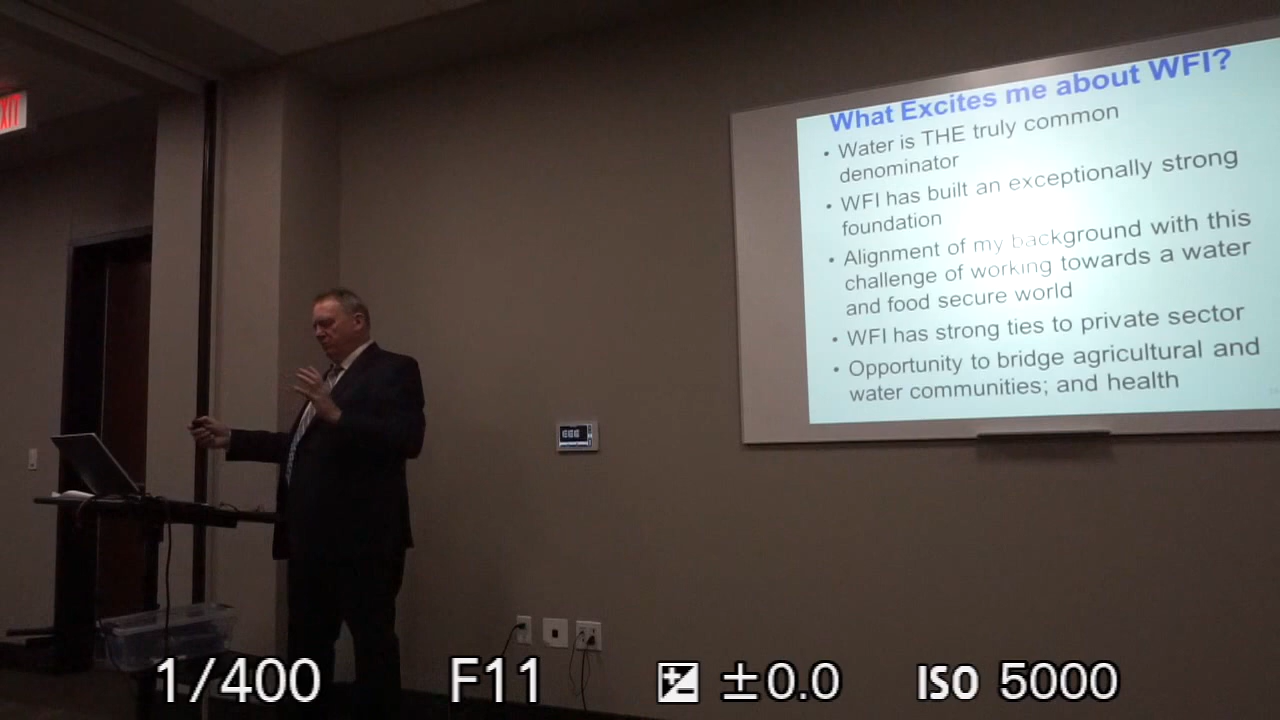 EXIT
What Excites me about WFI?
• Water is THE truly common
denominator
• WFI has built an exceptionally strong
foundation
• Alignment of my background with this
challenge of working towards a water
and food secure world
• WFI has strong ties to private sector
• Opportunity to bridge agricultural and
water communities; and health
1/400 F11 ±0.0 ISO 5000